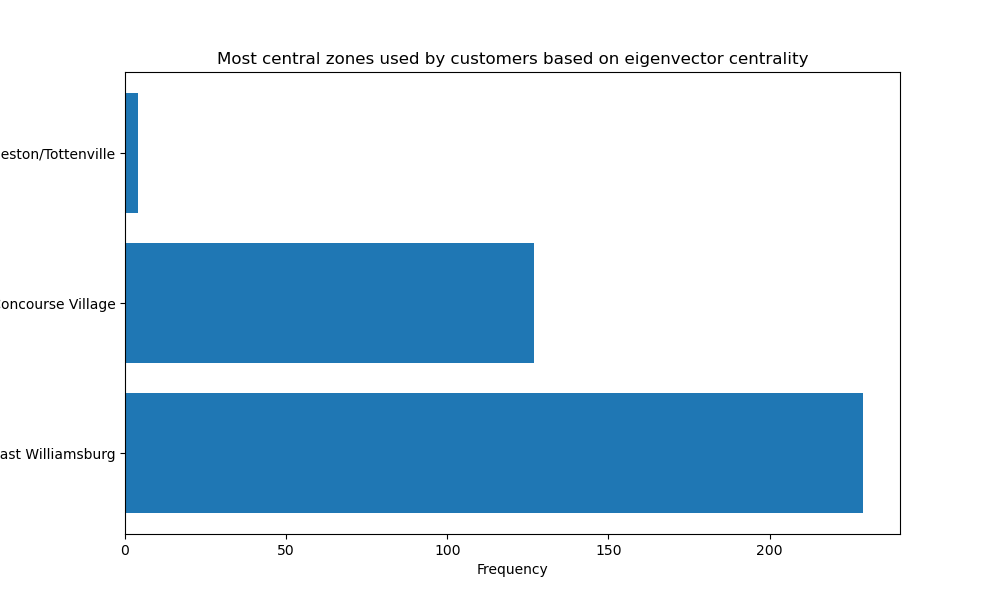 Most central zones used by customers based on eigenvector centrality
eston/Tottenville
oncourse Village
ast Williamsburg
0 50 100 150 200
Frequency